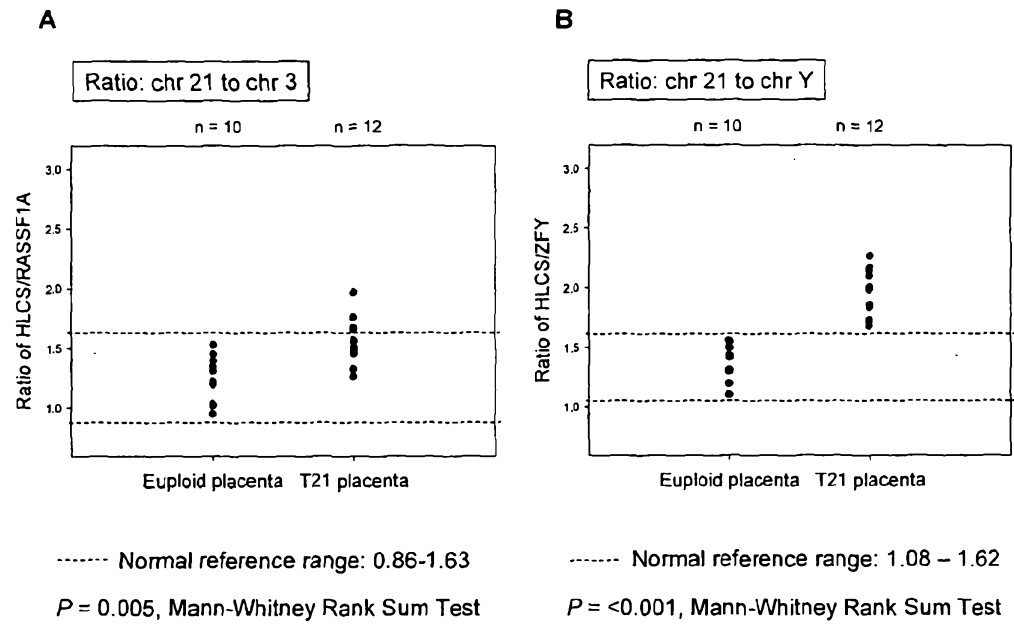 A
Ratio: chr 21 to chr 3
n = 10 n = 12
Ratio of HLCS/RASSF1A
3.0
2.5
2.0
1.5
1.0
Euploid placenta T21 placenta
------ Normal reference range: 0.86-1.63
P = 0.005, Mann-Whitney Rank Sum Test
B
Ratio: chr 21 to chr Y
n = 10 n = 12
Ratio of HLCS/ZFY
3.0
2.5
2.0
1.5
1.0
Euploid placenta T21 placenta
------ Normal reference range: 1.08 – 1.62
P = <0.001, Mann-Whitney Rank Sum Test